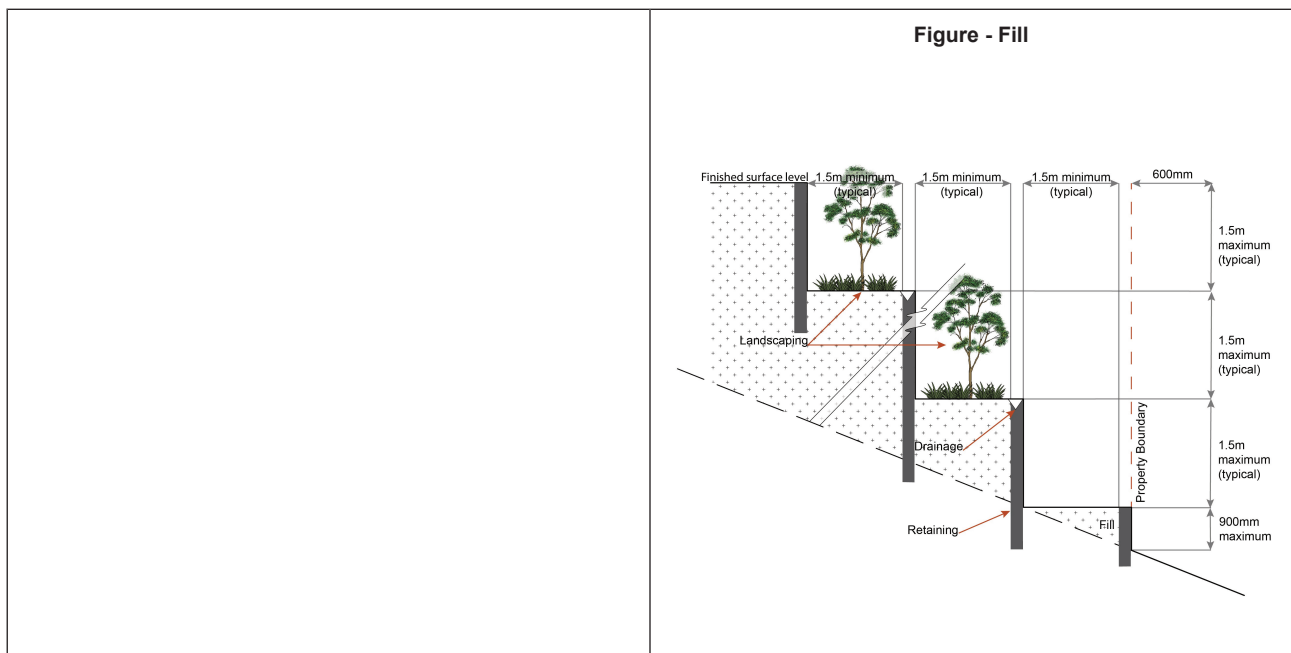 Figure - Fill
Finished surface level
1.5m minimum
(typical)
1.5m minimum
(typical)
1.5m minimum
(typical)
600mm
1.5m
maximum
(typical)
Landscaping
1.5m
maximum
(typical)
Drainage
Property Boundary
1.5m
maximum
(typical)
Retaining
Fill
900mm
maximum